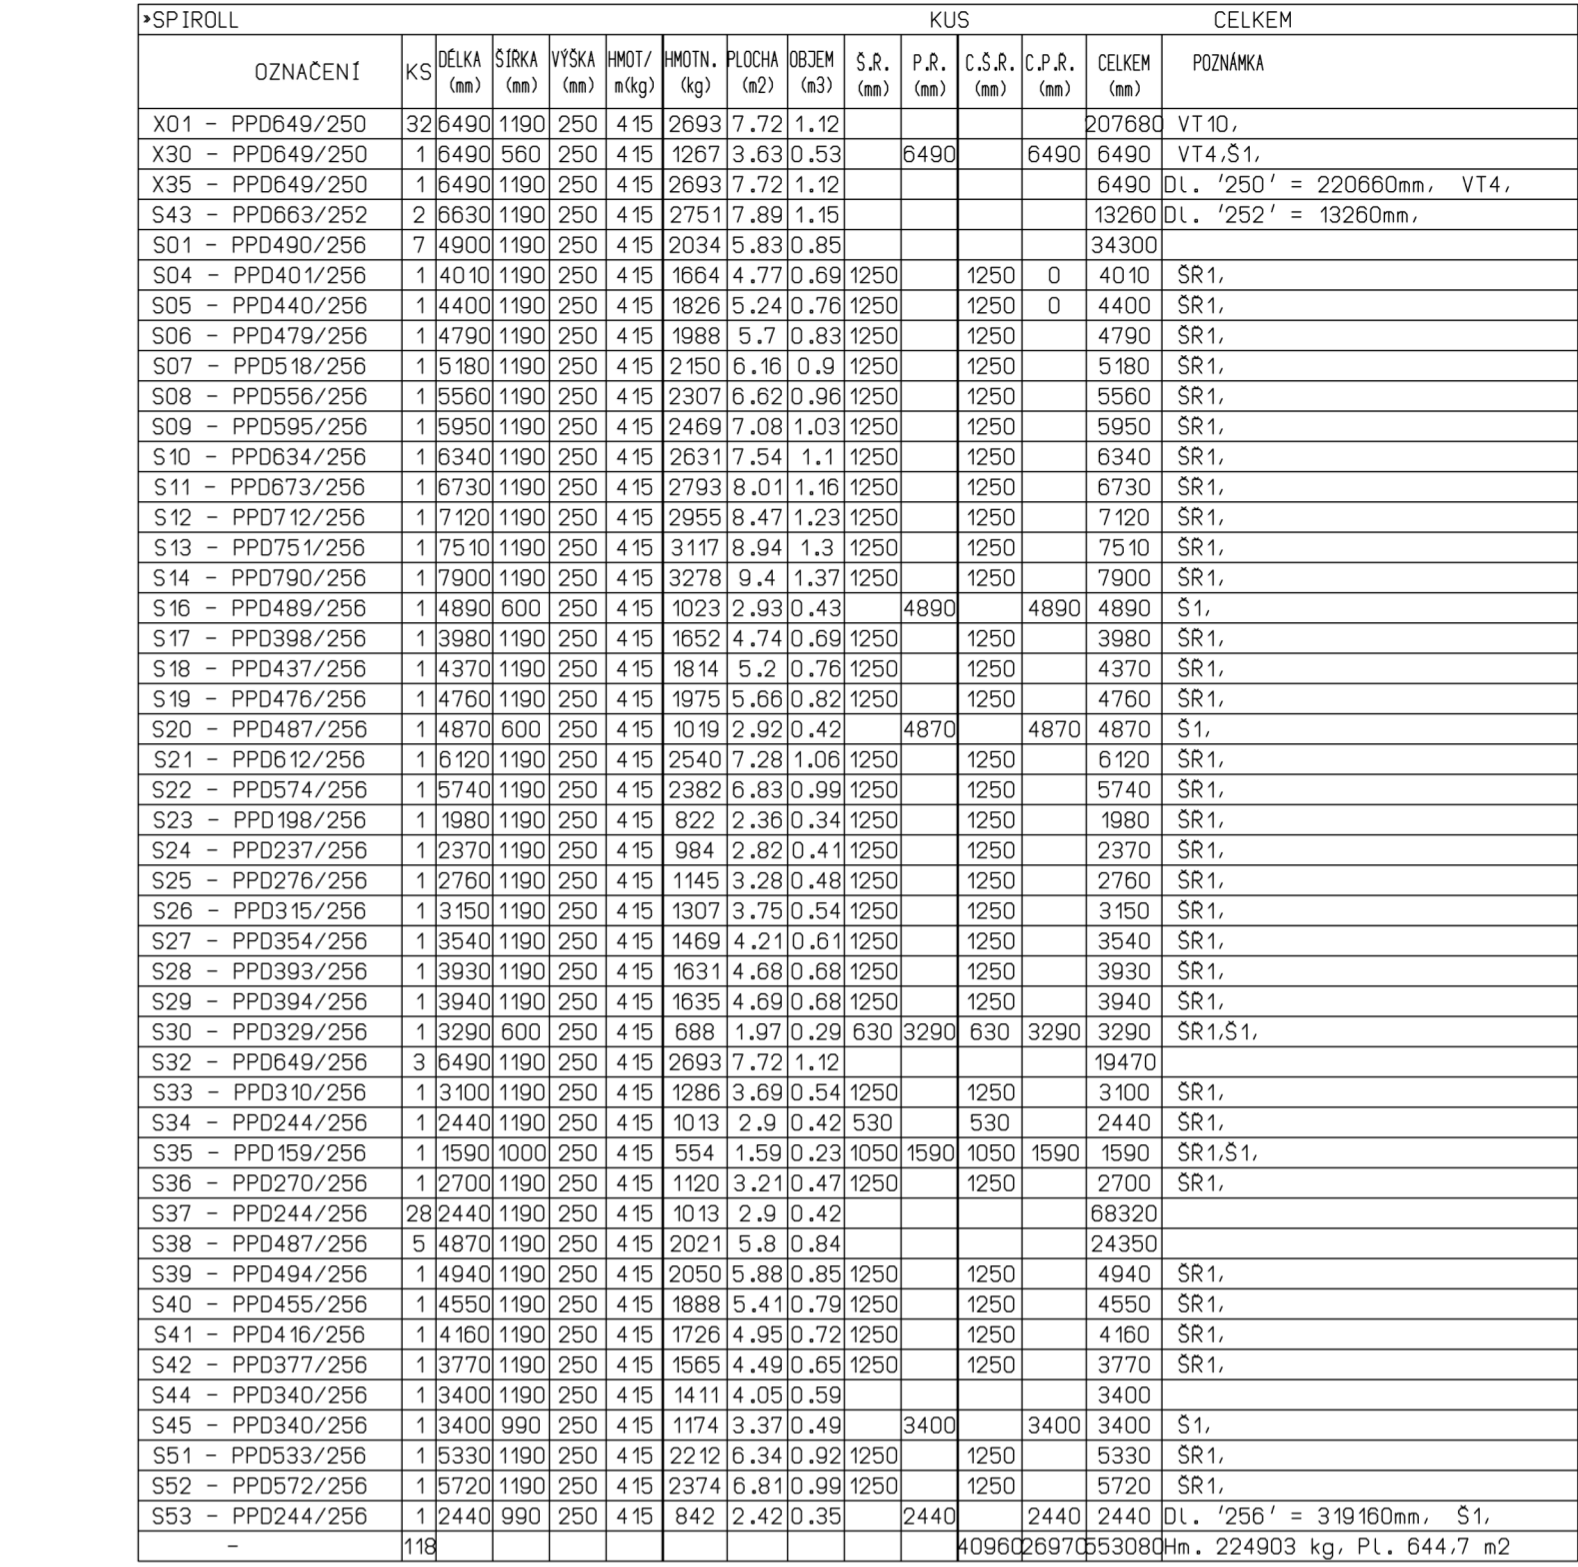 »SPIROLL KUS CELKEM
OZNAČENÍ KS DÉLKA (mm) ŠÍŘKA (mm) VÝŠKA (mm) HMOT/ m(kg) HMOTN. (kg) PLOCHA (m2) OBJEM (m3) Š.Ř. (mm) P.Ř. (mm) C.Š.Ř. (mm) C.P.Ř. (mm) CELKEM (mm) POZNÁMKA
X01 - PPD649/250 32 6490 1190 250 415 2693 7.72 1.12 207680 VT10,
X30 - PPD649/250 1 6490 560 250 415 1267 3.63 0.53 6490 6490 6490 VT4,Š1,
X35 - PPD649/250 1 6490 1190 250 415 2693 7.72 1.12 6490 Dl. '250' = 220660mm, VT4,
S43 - PPD663/252 2 6630 1190 250 415 2751 7.89 1.15 13260 Dl. '252' = 13260mm,
S01 - PPD490/256 7 4900 1190 250 415 2034 5.83 0.85 34300
S04 - PPD401/256 1 4010 1190 250 415 1664 4.77 0.69 1250 1250 0 4010 ŠŘ1,
S05 - PPD440/256 1 4400 1190 250 415 1826 5.24 0.76 1250 1250 0 4400 ŠŘ1,
S06 - PPD479/256 1 4790 1190 250 415 1988 5.7 0.83 1250 1250 4790 ŠŘ1,
S07 - PPD518/256 1 5180 1190 250 415 2150 6.16 0.9 1250 1250 5180 ŠŘ1,
S08 - PPD556/256 1 5560 1190 250 415 2307 6.62 0.96 1250 1250 5560 ŠŘ1,
S09 - PPD595/256 1 5950 1190 250 415 2469 7.08 1.03 1250 1250 5950 ŠŘ1,
S10 - PPD634/256 1 6340 1190 250 415 2631 7.54 1.1 1250 1250 6340 ŠŘ1,
S11 - PPD673/256 1 6730 1190 250 415 2793 8.01 1.16 1250 1250 6730 ŠŘ1,
S12 - PPD712/256 1 7120 1190 250 415 2955 8.47 1.23 1250 1250 7120 ŠŘ1,
S13 - PPD751/256 1 7510 1190 250 415 3117 8.94 1.3 1250 1250 7510 ŠŘ1,
S14 - PPD790/256 1 7900 1190 250 415 3278 9.4 1.37 1250 1250 7900 ŠŘ1,
S16 - PPD489/256 1 4890 600 250 415 1023 2.93 0.43 4890 4890 4890 Š1,
S17 - PPD398/256 1 3980 1190 250 415 1652 4.74 0.69 1250 1250 3980 ŠŘ1,
S18 - PPD437/256 1 4370 1190 250 415 1814 5.2 0.76 1250 1250 4370 ŠŘ1,
S19 - PPD476/256 1 4760 1190 250 415 1975 5.66 0.82 1250 1250 4760 ŠŘ1,
S20 - PPD487/256 1 4870 600 250 415 1019 2.92 0.42 4870 4870 4870 Š1,
S21 - PPD612/256 1 6120 1190 250 415 2540 7.28 1.06 1250 1250 6120 ŠŘ1,
S22 - PPD574/256 1 5740 1190 250 415 2382 6.83 0.99 1250 1250 5740 ŠŘ1,
S23 - PPD198/256 1 1980 1190 250 415 822 2.36 0.34 1250 1250 1980 ŠŘ1,
S24 - PPD237/256 1 2370 1190 250 415 984 2.82 0.41 1250 1250 2370 ŠŘ1,
S25 - PPD276/256 1 2760 1190 250 415 1145 3.28 0.48 1250 1250 2760 ŠŘ1,
S26 - PPD315/256 1 3150 1190 250 415 1307 3.75 0.54 1250 1250 3150 ŠŘ1,
S27 - PPD354/256 1 3540 1190 250 415 1469 4.21 0.61 1250 1250 3540 ŠŘ1,
S28 - PPD393/256 1 3930 1190 250 415 1631 4.68 0.68 1250 1250 3930 ŠŘ1,
S29 - PPD394/256 1 3940 1190 250 415 1635 4.69 0.68 1250 1250 3940 ŠŘ1,
S30 - PPD329/256 1 3290 600 250 415 688 1.97 0.29 630 3290 630 3290 3290 ŠŘ1,Š1,
S32 - PPD649/256 3 6490 1190 250 415 2693 7.72 1.12 19470
S33 - PPD310/256 1 3100 1190 250 415 1286 3.69 0.54 1250 1250 3100 ŠŘ1,
S34 - PPD244/256 1 2440 1190 250 415 1013 2.9 0.42 530 530 2440 ŠŘ1,
S35 - PPD159/256 1 1590 1000 250 415 554 1.59 0.23 1050 1590 1050 1590 1590 ŠŘ1,Š1,
S36 - PPD270/256 1 2700 1190 250 415 1120 3.21 0.47 1250 1250 2700 ŠŘ1,
S37 - PPD244/256 28 2440 1190 250 415 1013 2.9 0.42 68320
S38 - PPD487/256 5 4870 1190 250 415 2021 5.8 0.84 24350
S39 - PPD494/256 1 4940 1190 250 415 2050 5.88 0.85 1250 1250 4940 ŠŘ1,
S40 - PPD455/256 1 4550 1190 250 415 1888 5.41 0.79 1250 1250 4550 ŠŘ1,
S41 - PPD416/256 1 4160 1190 250 415 1726 4.95 0.72 1250 1250 4160 ŠŘ1,
S42 - PPD377/256 1 3770 1190 250 415 1565 4.49 0.65 1250 1250 3770 ŠŘ1,
S44 - PPD340/256 1 3400 1190 250 415 1411 4.05 0.59 3400
S45 - PPD340/256 1 3400 990 250 415 1174 3.37 0.49 3400 3400 3400 Š1,
S51 - PPD533/256 1 5330 1190 250 415 2212 6.34 0.92 1250 1250 5330 ŠŘ1,
S52 - PPD572/256 1 5720 1190 250 415 2374 6.81 0.99 1250 1250 5720 ŠŘ1,
S53 - PPD244/256 1 2440 990 250 415 842 2.42 0.35 2440 2440 2440 Dl. '256' = 319160mm, Š1,
- 118 40960 26970 553080 Hm. 224903 kg, Pl. 644,7 m2